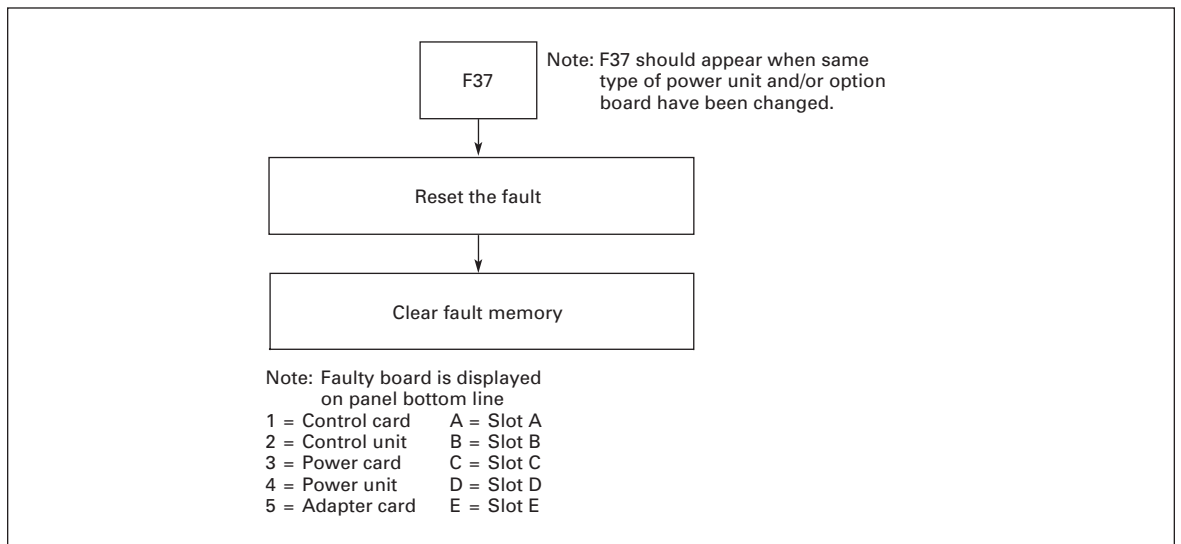 F37
Note: F37 should appear when same
type of power unit and/or option
board have been changed.
Reset the fault
Clear fault memory
Note: Faulty board is displayed
on panel bottom line
1 = Control card A = Slot A
2 = Control unit B = Slot B
3 = Power card C = Slot C
4 = Power unit D = Slot D
5 = Adapter card E = Slot E